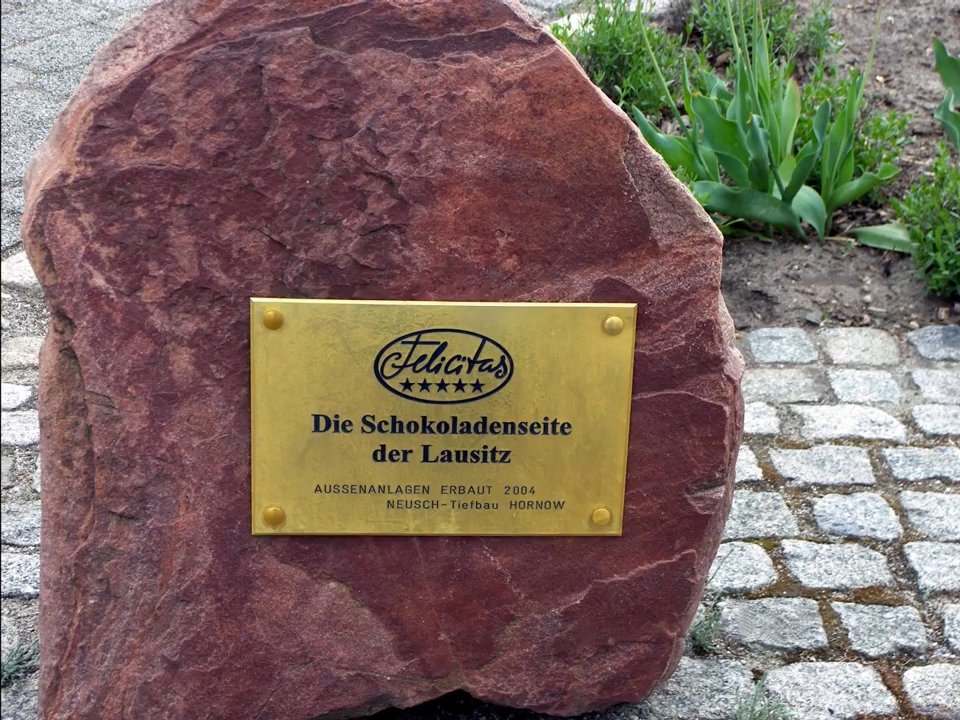 Felicitas
Die Schokoladenseite
der Lausitz
AUSSENANLAGEN ERBAUT 2004
NEUSCH-Tiefbau HORNOW